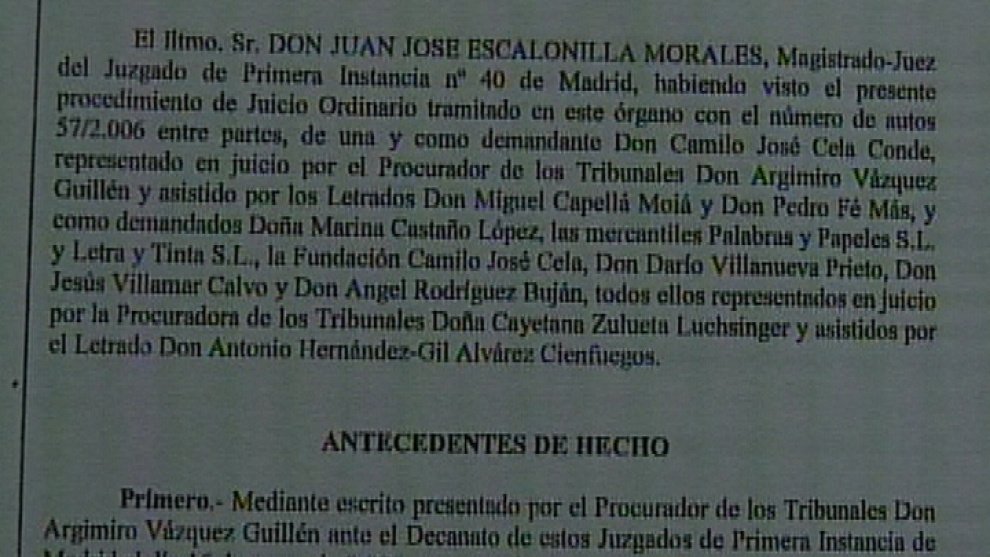 El Iltmo. Sr. DON JUAN JOSE ESCALONILLA MORALES, Magistrado-Juez
del Juzgado de Primera Instancia nº 40 de Madrid, habiendo visto el presente
procedimiento de Juicio Ordinario tramitado en este órgano con el número de autos
57/2.006 entre partes, de una y como demandante Don Camilo José Cela Conde,
representado en juicio por el Procurador de los Tribunales Don Argimiro Vázquez
Guillén y asistido por los Letrados Don Miguel Capellá Moiá y Don Pedro Fé Más, y
como demandados Doña Marina Castaño López, las mercantiles Palabras y Papeles S.L.
y Letra y Tinta S.L., la Fundación Camilo José Cela, Don Darío Villanueva Prieto, Don
Jesús Villamar Calvo y Don Angel Rodríguez Buján, todos ellos representados en juicio
por la Procuradora de los Tribunales Doña Cayetana Zulueta Luchsinger y asistidos por
el Letrado Don Antonio Hernández-Gil Alvárez Cienfuegos.
ANTECEDENTES DE HECHO
Primero.- Mediante escrito presentado por el Procurador de los Tribunales Don
Argimiro Vázquez Guillén ante el Decanato de estos Juzgados de Primera Instancia de